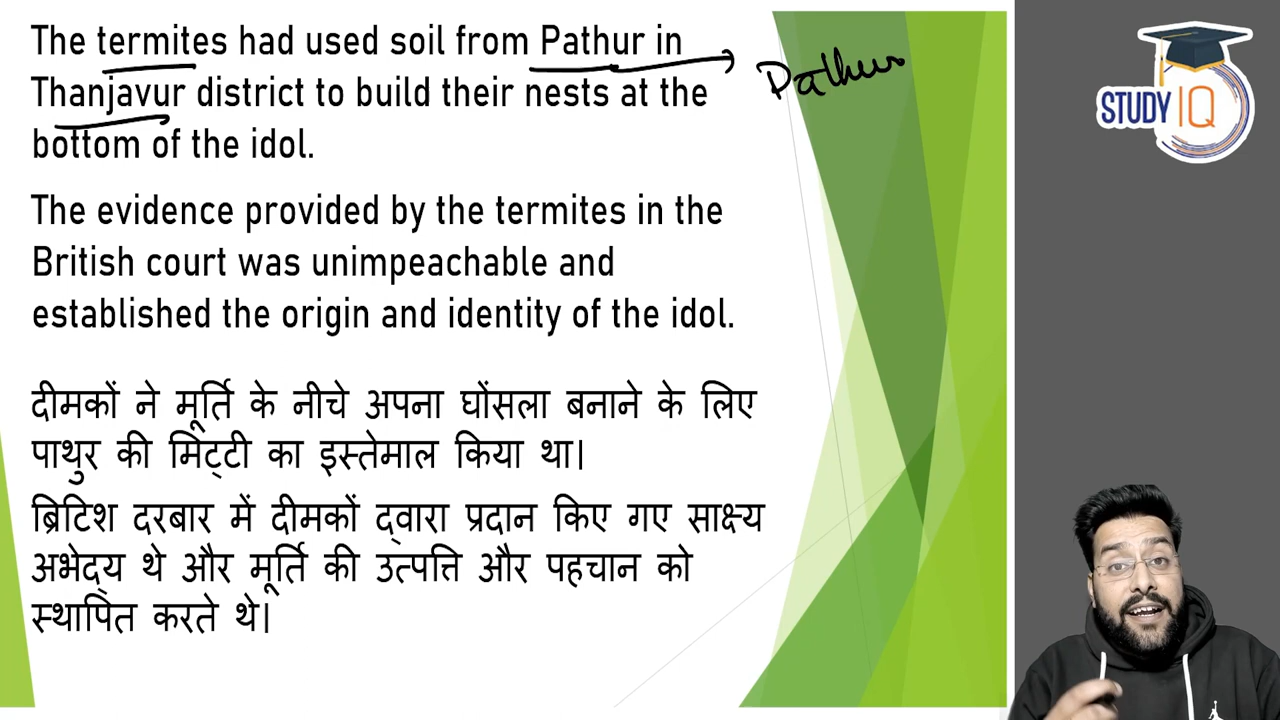 The termites had used soil from Pathur in
Thanjavur district to build their nests at the
bottom of the idol.
Pathur
STUDY IQ
The evidence provided by the termites in the
British court was unimpeachable and
established the origin and identity of the idol.
दीमकों ने मूर्ति के नीचे अपना घोंसला बनाने के लिए
पाथुर की मिट्टी का इस्तेमाल किया था।
ब्रिटिश दरबार में दीमकों द्वारा प्रदान किए गए साक्ष्य
अभेद्य थे और मूर्ति की उत्पत्ति और पहचान को
स्थापित करते थे।